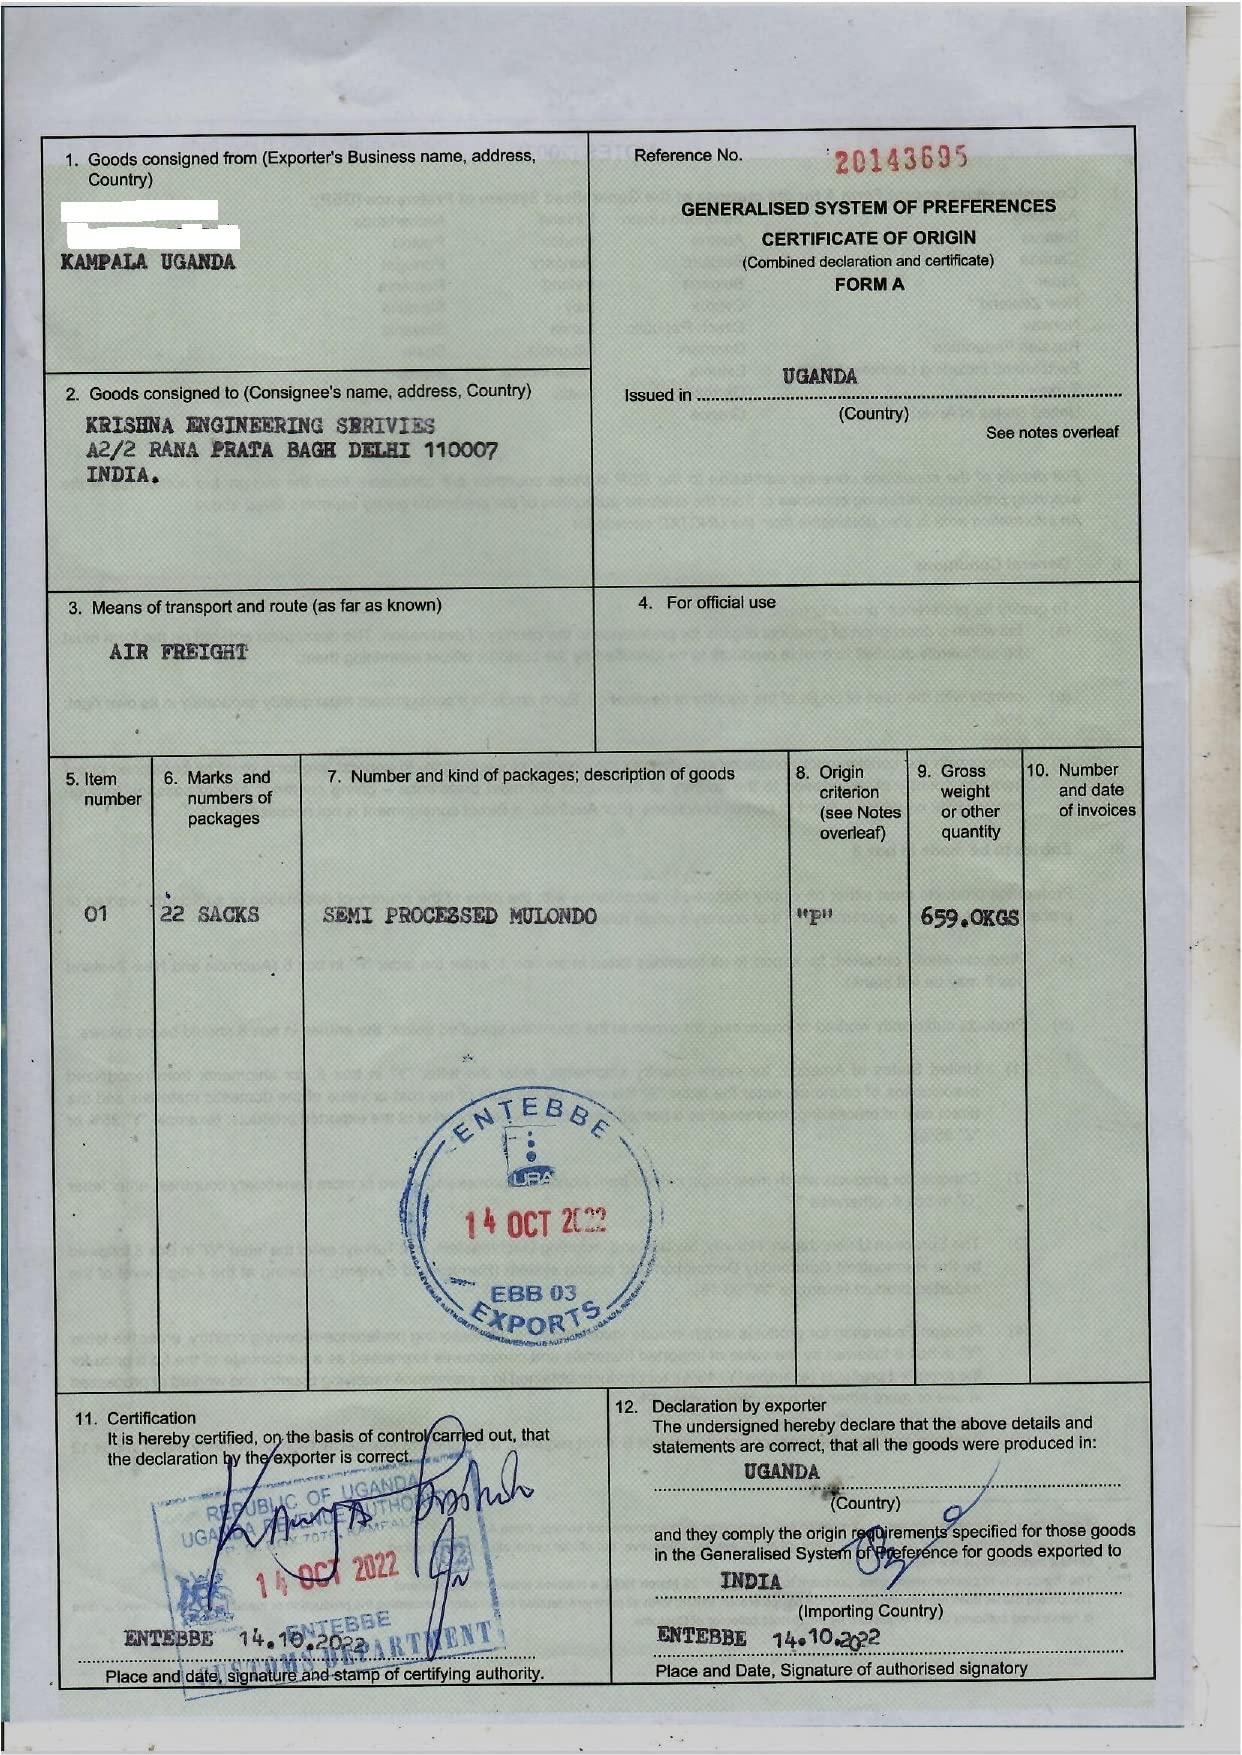 1. Goods consigned from (Exporter's Business name, address,
Country)
KAMPALA UGANDA
Reference No. 20143695
GENERALISED SYSTEM OF PREFERENCES
CERTIFICATE OF ORIGIN
(Combined declaration and certificate)
FORM A
UGANDA
Issued in
(Country)
See notes overleaf
2. Goods consigned to (Consignee's name, address, Country)
KRISHNA ENGINEERING SERIVIES
A2/2 RANA PRATA BAGH DELHI 110007
INDIA.
3. Means of transport and route (as far as known)
AIR FREIGHT
4. For official use
5. Item
number
6. Marks and
numbers of
packages
7. Number and kind of packages; description of goods
8. Origin
criterion
(see Notes
overleaf)
9. Gross
weight
or other
quantity
10. Number
and date
of invoices
01 22 SACKS SEMI PROCESSED MULONDO "P" 659.0KGS
ENTEBBE
URA
14 OCT 2022
EBB 03
EXPORTS
11. Certification
It is hereby certified, on the basis of control carried out, that
the declaration by the exporter is correct.
REPUBLIC OF UGANDA
UGANDA REVENUE AUTHORITY
14 OCT 2022
ENTEBBE
CUSTOMS DEPARTMENT
ENTEBBE 14.10.2022
Place and date, signature and stamp of certifying authority.
12. Declaration by exporter
The undersigned hereby declare that the above details and
statements are correct, that all the goods were produced in:
UGANDA
(Country)
and they comply the origin requirements specified for those goods
in the Generalised System of Preference for goods exported to
INDIA
(Importing Country)
ENTEBBE 14.10.2022
Place and Date, Signature of authorised signatory